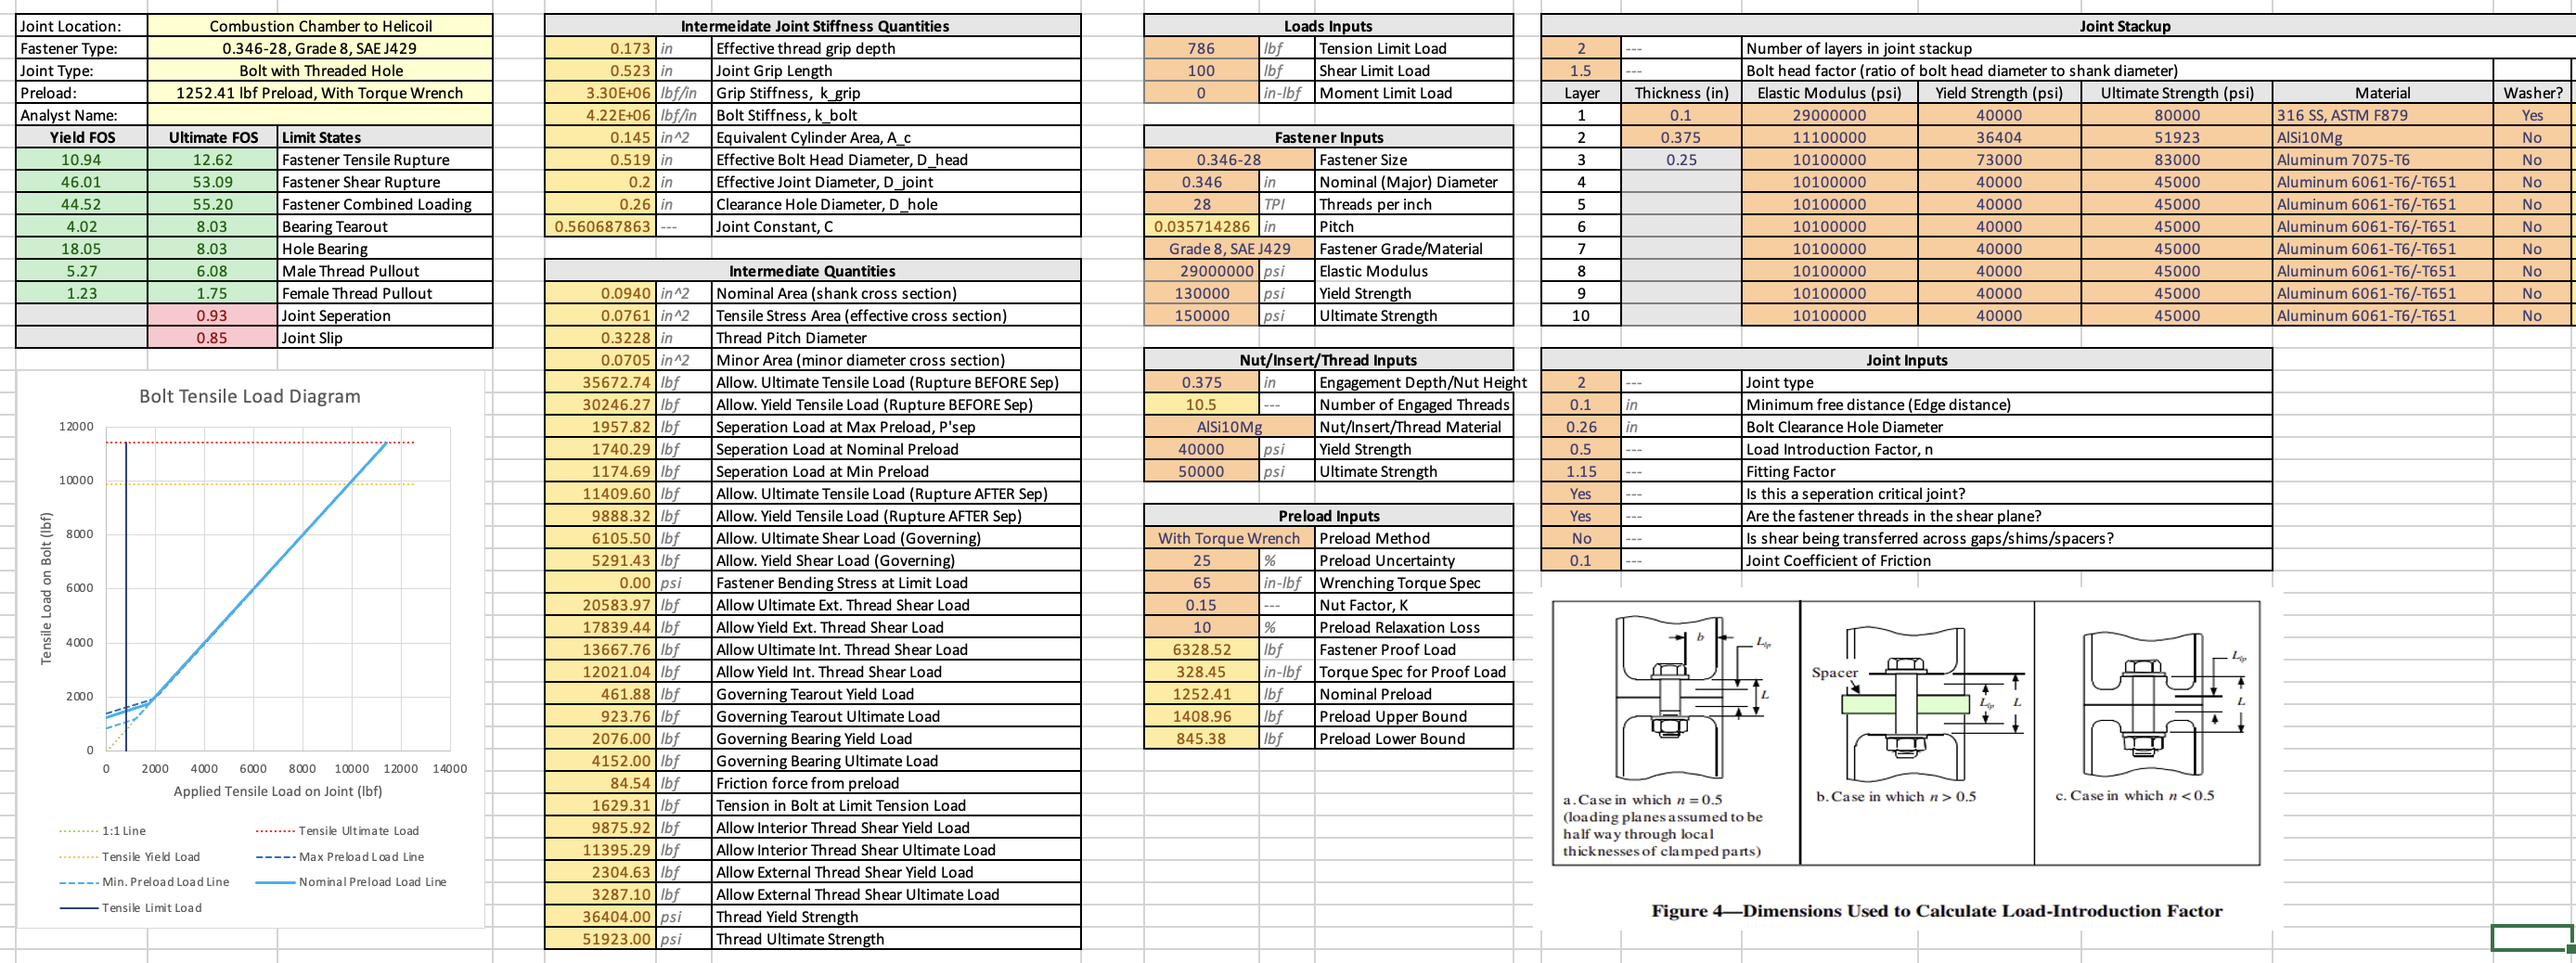 Joint Location: Combustion Chamber to Helicoil
Fastener Type: 0.346-28, Grade 8, SAE J429
Joint Type: Bolt with Threaded Hole
Preload: 1252.41 lbf Preload, With Torque Wrench
Analyst Name:
Yield FOS Ultimate FOS Limit States
10.94 12.62 Fastener Tensile Rupture
46.01 53.09 Fastener Shear Rupture
44.52 55.20 Fastener Combined Loading
4.02 8.03 Bearing Tearout
18.05 8.03 Hole Bearing
5.27 6.08 Male Thread Pullout
1.23 1.75 Female Thread Pullout
0.93 Joint Seperation
0.85 Joint Slip
Bolt Tensile Load Diagram
Tensile Load on Bolt (lbf)
12000
10000
8000
6000
4000
2000
0
0 2000 4000 6000 8000 10000 12000 14000
Applied Tensile Load on Joint (lbf)
1:1 Line Tensile Ultimate Load
Tensile Yield Load Max Preload Load Line
Min. Preload Load Line Nominal Preload Load Line
Tensile Limit Load
Intermeidate Joint Stiffness Quantities
0.173 in Effective thread grip depth
0.523 in Joint Grip Length
3.30E+06 lbf/in Grip Stiffness, k_grip
4.22E+06 lbf/in Bolt Stiffness, k_bolt
0.145 in^2 Equivalent Cylinder Area, A_c
0.519 in Effective Bolt Head Diameter, D_head
0.2 in Effective Joint Diameter, D_joint
0.26 in Clearance Hole Diameter, D_hole
0.560687863 --- Joint Constant, C
Intermediate Quantities
0.0940 in^2 Nominal Area (shank cross section)
0.0761 in^2 Tensile Stress Area (effective cross section)
0.3228 in Thread Pitch Diameter
0.0705 in^2 Minor Area (minor diameter cross section)
35672.74 lbf Allow. Ultimate Tensile Load (Rupture BEFORE Sep)
30246.27 lbf Allow. Yield Tensile Load (Rupture BEFORE Sep)
1957.82 lbf Seperation Load at Max Preload, P'sep
1740.29 lbf Seperation Load at Nominal Preload
1174.69 lbf Seperation Load at Min Preload
11409.60 lbf Allow. Ultimate Tensile Load (Rupture AFTER Sep)
9888.32 lbf Allow. Yield Tensile Load (Rupture AFTER Sep)
6105.50 lbf Allow. Ultimate Shear Load (Governing)
5291.43 lbf Allow. Yield Shear Load (Governing)
0.00 psi Fastener Bending Stress at Limit Load
20583.97 lbf Allow Ultimate Ext. Thread Shear Load
17839.44 lbf Allow Yield Ext. Thread Shear Load
13667.76 lbf Allow Ultimate Int. Thread Shear Load
12021.04 lbf Allow Yield Int. Thread Shear Load
461.88 lbf Governing Tearout Yield Load
923.76 lbf Governing Tearout Ultimate Load
2076.00 lbf Governing Bearing Yield Load
4152.00 lbf Governing Bearing Ultimate Load
84.54 lbf Friction force from preload
1629.31 lbf Tension in Bolt at Limit Tension Load
9875.92 lbf Allow Interior Thread Shear Yield Load
11395.29 lbf Allow Interior Thread Shear Ultimate Load
2304.63 lbf Allow External Thread Shear Yield Load
3287.10 lbf Allow External Thread Shear Ultimate Load
36404.00 psi Thread Yield Strength
51923.00 psi Thread Ultimate Strength
Loads Inputs
786 lbf Tension Limit Load
100 lbf Shear Limit Load
0 in-lbf Moment Limit Load
Fastener Inputs
0.346-28 Fastener Size
0.346 in Nominal (Major) Diameter
28 TPI Threads per inch
0.035714286 in Pitch
Grade 8, SAE J429 Fastener Grade/Material
29000000 psi Elastic Modulus
130000 psi Yield Strength
150000 psi Ultimate Strength
Nut/Insert/Thread Inputs
0.375 in Engagement Depth/Nut Height
10.5 --- Number of Engaged Threads
AlSi10Mg Nut/Insert/Thread Material
40000 psi Yield Strength
50000 psi Ultimate Strength
Preload Inputs
With Torque Wrench Preload Method
25 % Preload Uncertainty
65 in-lbf Wrenching Torque Spec
0.15 --- Nut Factor, K
10 % Preload Relaxation Loss
6328.52 lbf Fastener Proof Load
328.45 in-lbf Torque Spec for Proof Load
1252.41 lbf Nominal Preload
1408.96 lbf Preload Upper Bound
845.38 lbf Preload Lower Bound
Joint Stackup
2 --- Number of layers in joint stackup
1.5 --- Bolt head factor (ratio of bolt head diameter to shank diameter)
Layer Thickness (in) Elastic Modulus (psi) Yield Strength (psi) Ultimate Strength (psi) Material Washer?
1 0.1 29000000 40000 80000 316 SS, ASTM F879 Yes
2 0.375 11100000 36404 51923 AlSi10Mg No
3 0.25 10100000 73000 83000 Aluminum 7075-T6 No
4 10100000 40000 45000 Aluminum 6061-T6/-T651 No
5 10100000 40000 45000 Aluminum 6061-T6/-T651 No
6 10100000 40000 45000 Aluminum 6061-T6/-T651 No
7 10100000 40000 45000 Aluminum 6061-T6/-T651 No
8 10100000 40000 45000 Aluminum 6061-T6/-T651 No
9 10100000 40000 45000 Aluminum 6061-T6/-T651 No
10 10100000 40000 45000 Aluminum 6061-T6/-T651 No
Joint Inputs
2 --- Joint type
0.1 in Minimum free distance (Edge distance)
0.26 in Bolt Clearance Hole Diameter
0.5 --- Load Introduction Factor, n
1.15 --- Fitting Factor
Yes --- Is this a seperation critical joint?
Yes --- Are the fastener threads in the shear plane?
No --- Is shear being transferred across gaps/shims/spacers?
0.1 --- Joint Coefficient of Friction
b Llp L
Spacer Llp L
Llp L
a. Case in which n = 0.5
(loading planes assumed to be
half way through local
thicknesses of clamped parts)
b. Case in which n > 0.5
c. Case in which n < 0.5
Figure 4—Dimensions Used to Calculate Load-Introduction Factor